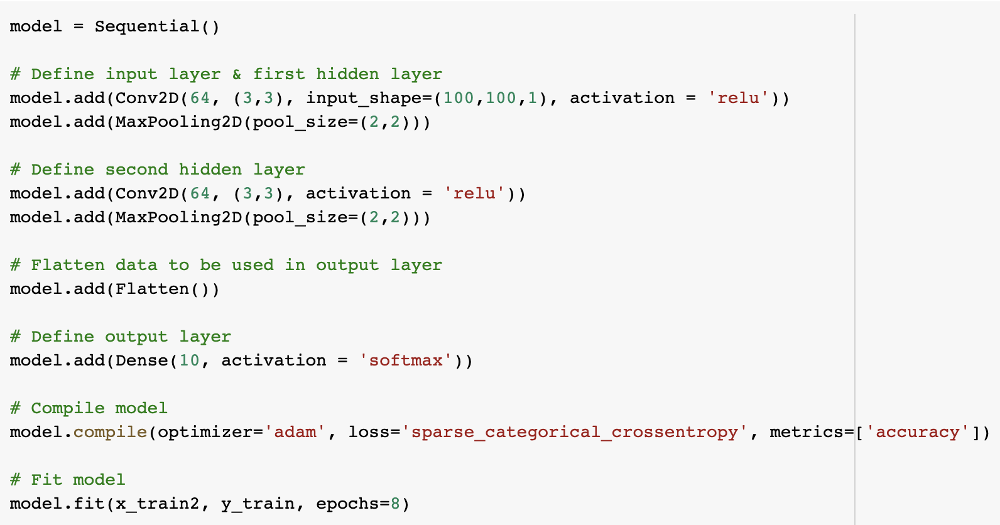 model = Sequential()
# Define input layer & first hidden layer
model.add(Conv2D(64, (3,3), input_shape=(100,100,1), activation = 'relu'))
model.add(MaxPooling2D(pool_size=(2,2)))
# Define second hidden layer
model.add(Conv2D(64, (3,3), activation = 'relu'))
model.add(MaxPooling2D(pool_size=(2,2)))
# Flatten data to be used in output layer
model.add(Flatten())
# Define output layer
model.add(Dense(10, activation = 'softmax'))
# Compile model
model.compile(optimizer='adam', loss='sparse_categorical_crossentropy', metrics=['accuracy'])
# Fit model
model.fit(x_train2, y_train, epochs=8)